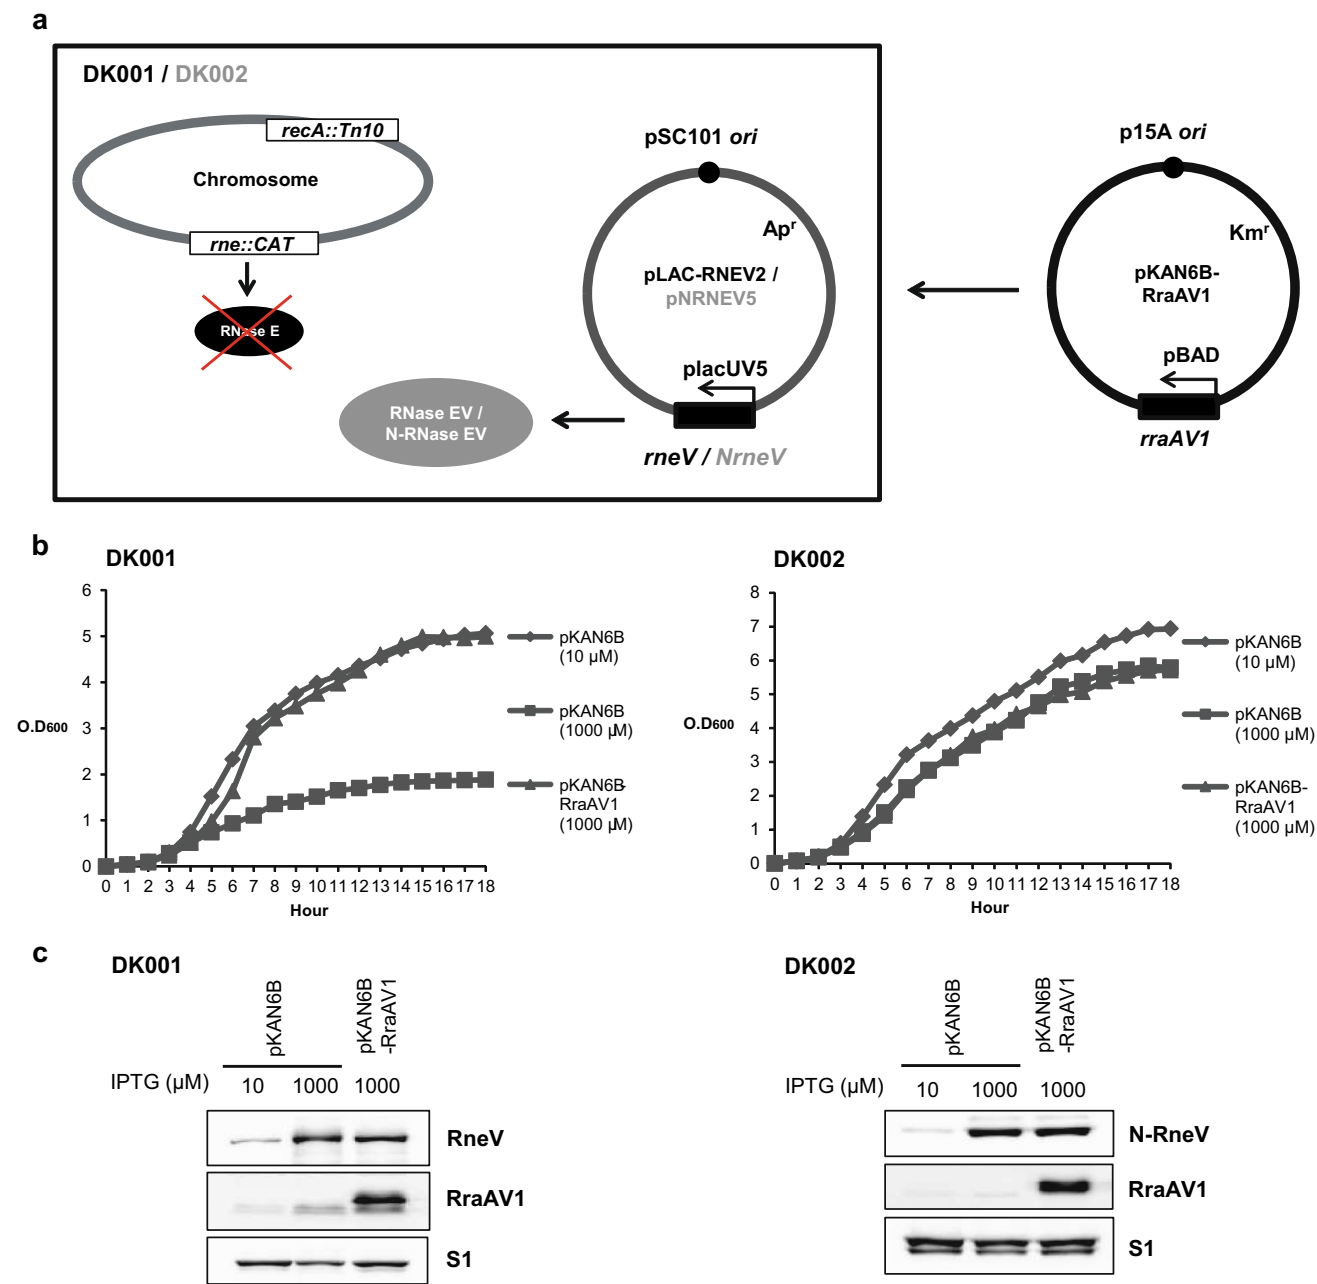 a
DK001 / DK002
recA::Tn10
Chromosome
rne::CAT
RNase E
RNase EV /
N-RNase EV
pSC101 ori
Apʳ
pLAC-RNEV2 /
pNRNEV5
placUV5
rneV / NrneV
p15A ori
Kmʳ
pKAN6B-
RraAV1
pBAD
rraAV1
b
DK001
6
5
4
3
2
1
0
O.D600
0 1 2 3 4 5 6 7 8 9 10 11 12 13 14 15 16 17 18
Hour
pKAN6B
(10 µM)
pKAN6B
(1000 µM)
pKAN6B-
RraAV1
(1000 µM)
DK002
8
7
6
5
4
3
2
1
0
O.D600
0 1 2 3 4 5 6 7 8 9 10 11 12 13 14 15 16 17 18
Hour
pKAN6B
(10 µM)
pKAN6B
(1000 µM)
pKAN6B-
RraAV1
(1000 µM)
c
DK001
pKAN6B
pKAN6B
-RraAV1
IPTG (µM) 10 1000 1000
RneV
RraAV1
S1
DK002
pKAN6B
pKAN6B
-RraAV1
IPTG (µM) 10 1000 1000
N-RneV
RraAV1
S1